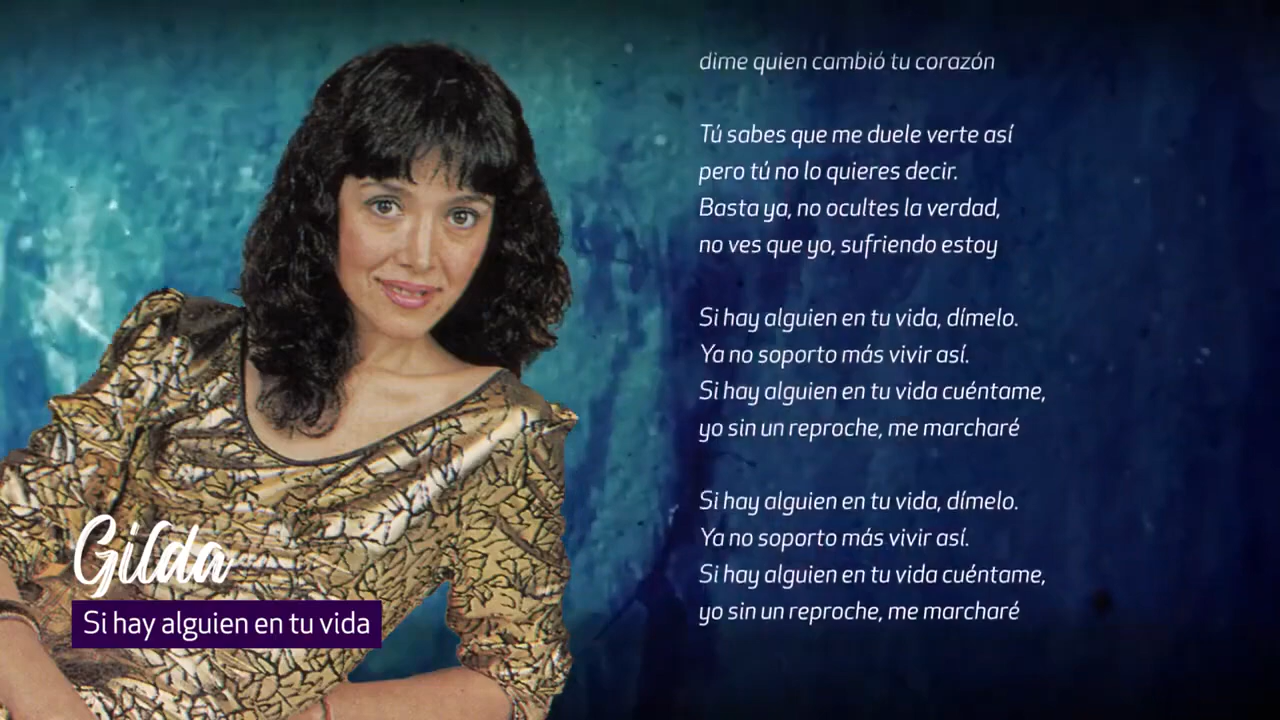 dime quien cambió tu corazón
Tú sabes que me duele verte así
pero tú no lo quieres decir.
Basta ya, no ocultes la verdad,
no ves que yo, sufriendo estoy
Si hay alguien en tu vida, dímelo.
Ya no soporto más vivir así.
Si hay alguien en tu vida cuéntame,
yo sin un reproche, me marcharé
Si hay alguien en tu vida, dímelo.
Ya no soporto más vivir así.
Si hay alguien en tu vida cuéntame,
yo sin un reproche, me marcharé
Gilda
Si hay alguien en tu vida